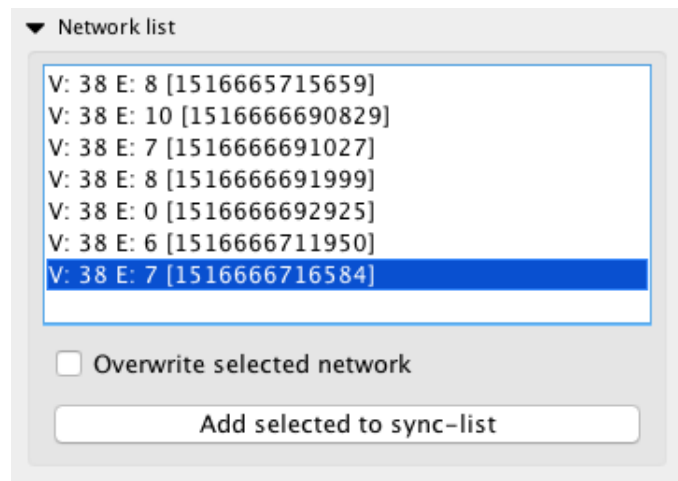 Network list
V: 38 E: 8 [1516665715659]
V: 38 E: 10 [1516666690829]
V: 38 E: 7 [1516666691027]
V: 38 E: 8 [1516666691999]
V: 38 E: 0 [1516666692925]
V: 38 E: 6 [1516666711950]
V: 38 E: 7 [1516666716584]
Overwrite selected network
Add selected to sync-list